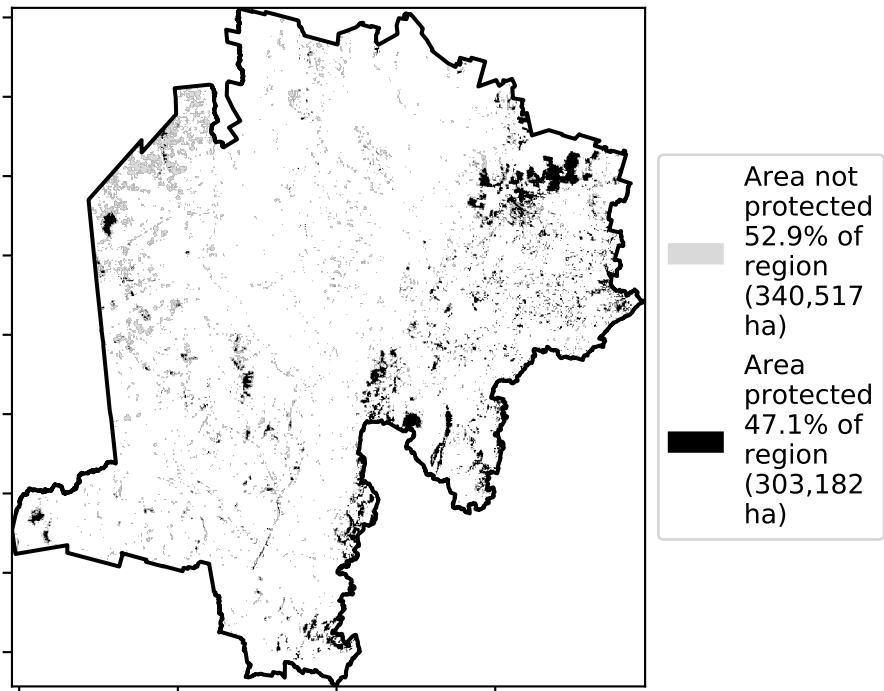 Area not
protected
52.9% of
region
(340,517
ha)
Area
protected
47.1% of
region
(303,182
ha)